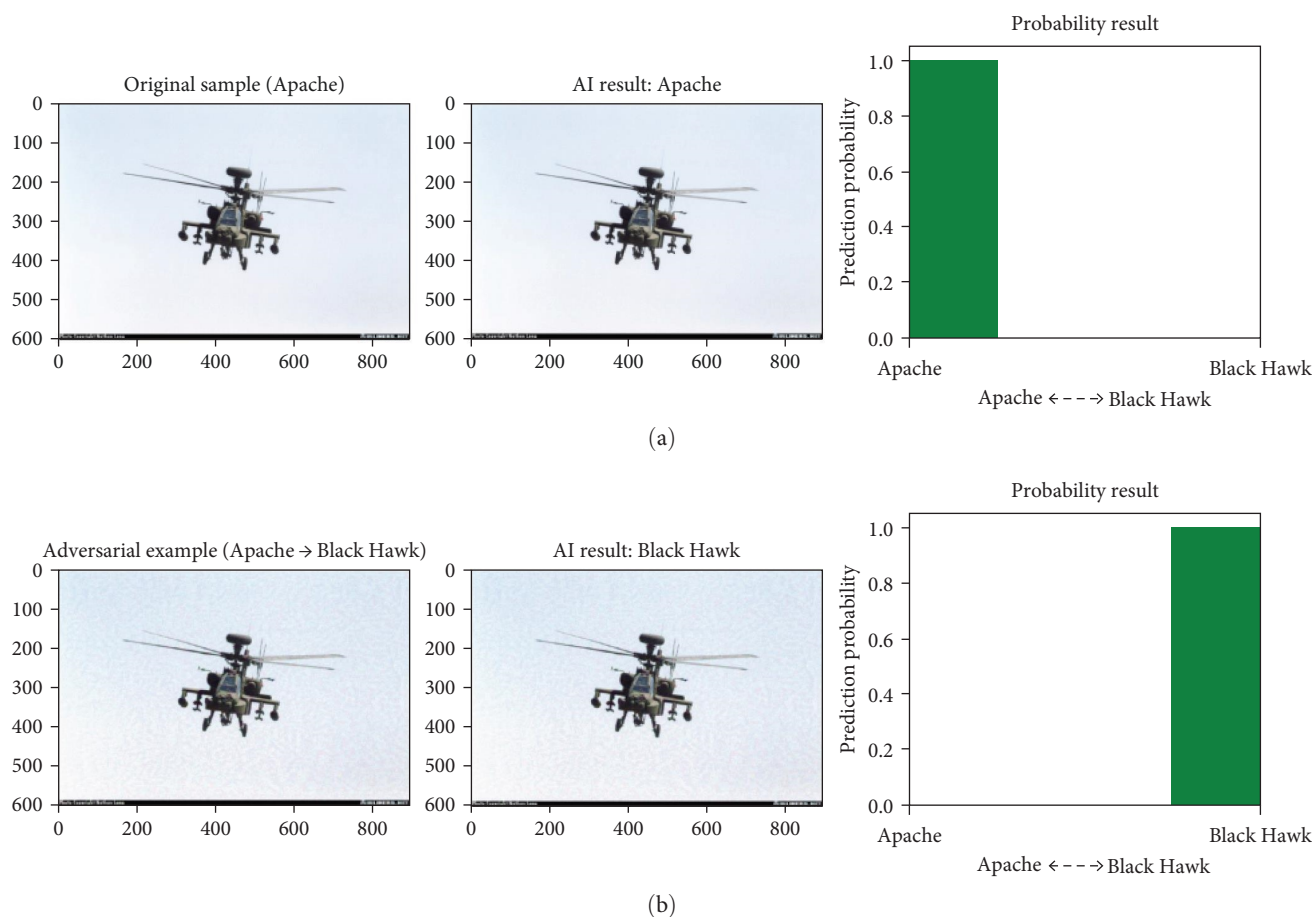 Probability result
Original sample (Apache)
AI result: Apache
0
100
200
300
400
500
600
0 200 400 600 800
0
100
200
300
400
500
600
0 200 400 600 800
Prediction probability
1.0
0.8
0.6
0.4
0.2
0.0
Apache Black Hawk
Apache <---> Black Hawk
(a)
Probability result
Adversarial example (Apache → Black Hawk)
AI result: Black Hawk
0
100
200
300
400
500
600
0 200 400 600 800
0
100
200
300
400
500
600
0 200 400 600 800
Prediction probability
1.0
0.8
0.6
0.4
0.2
0.0
Apache Black Hawk
Apache <---> Black Hawk
(b)